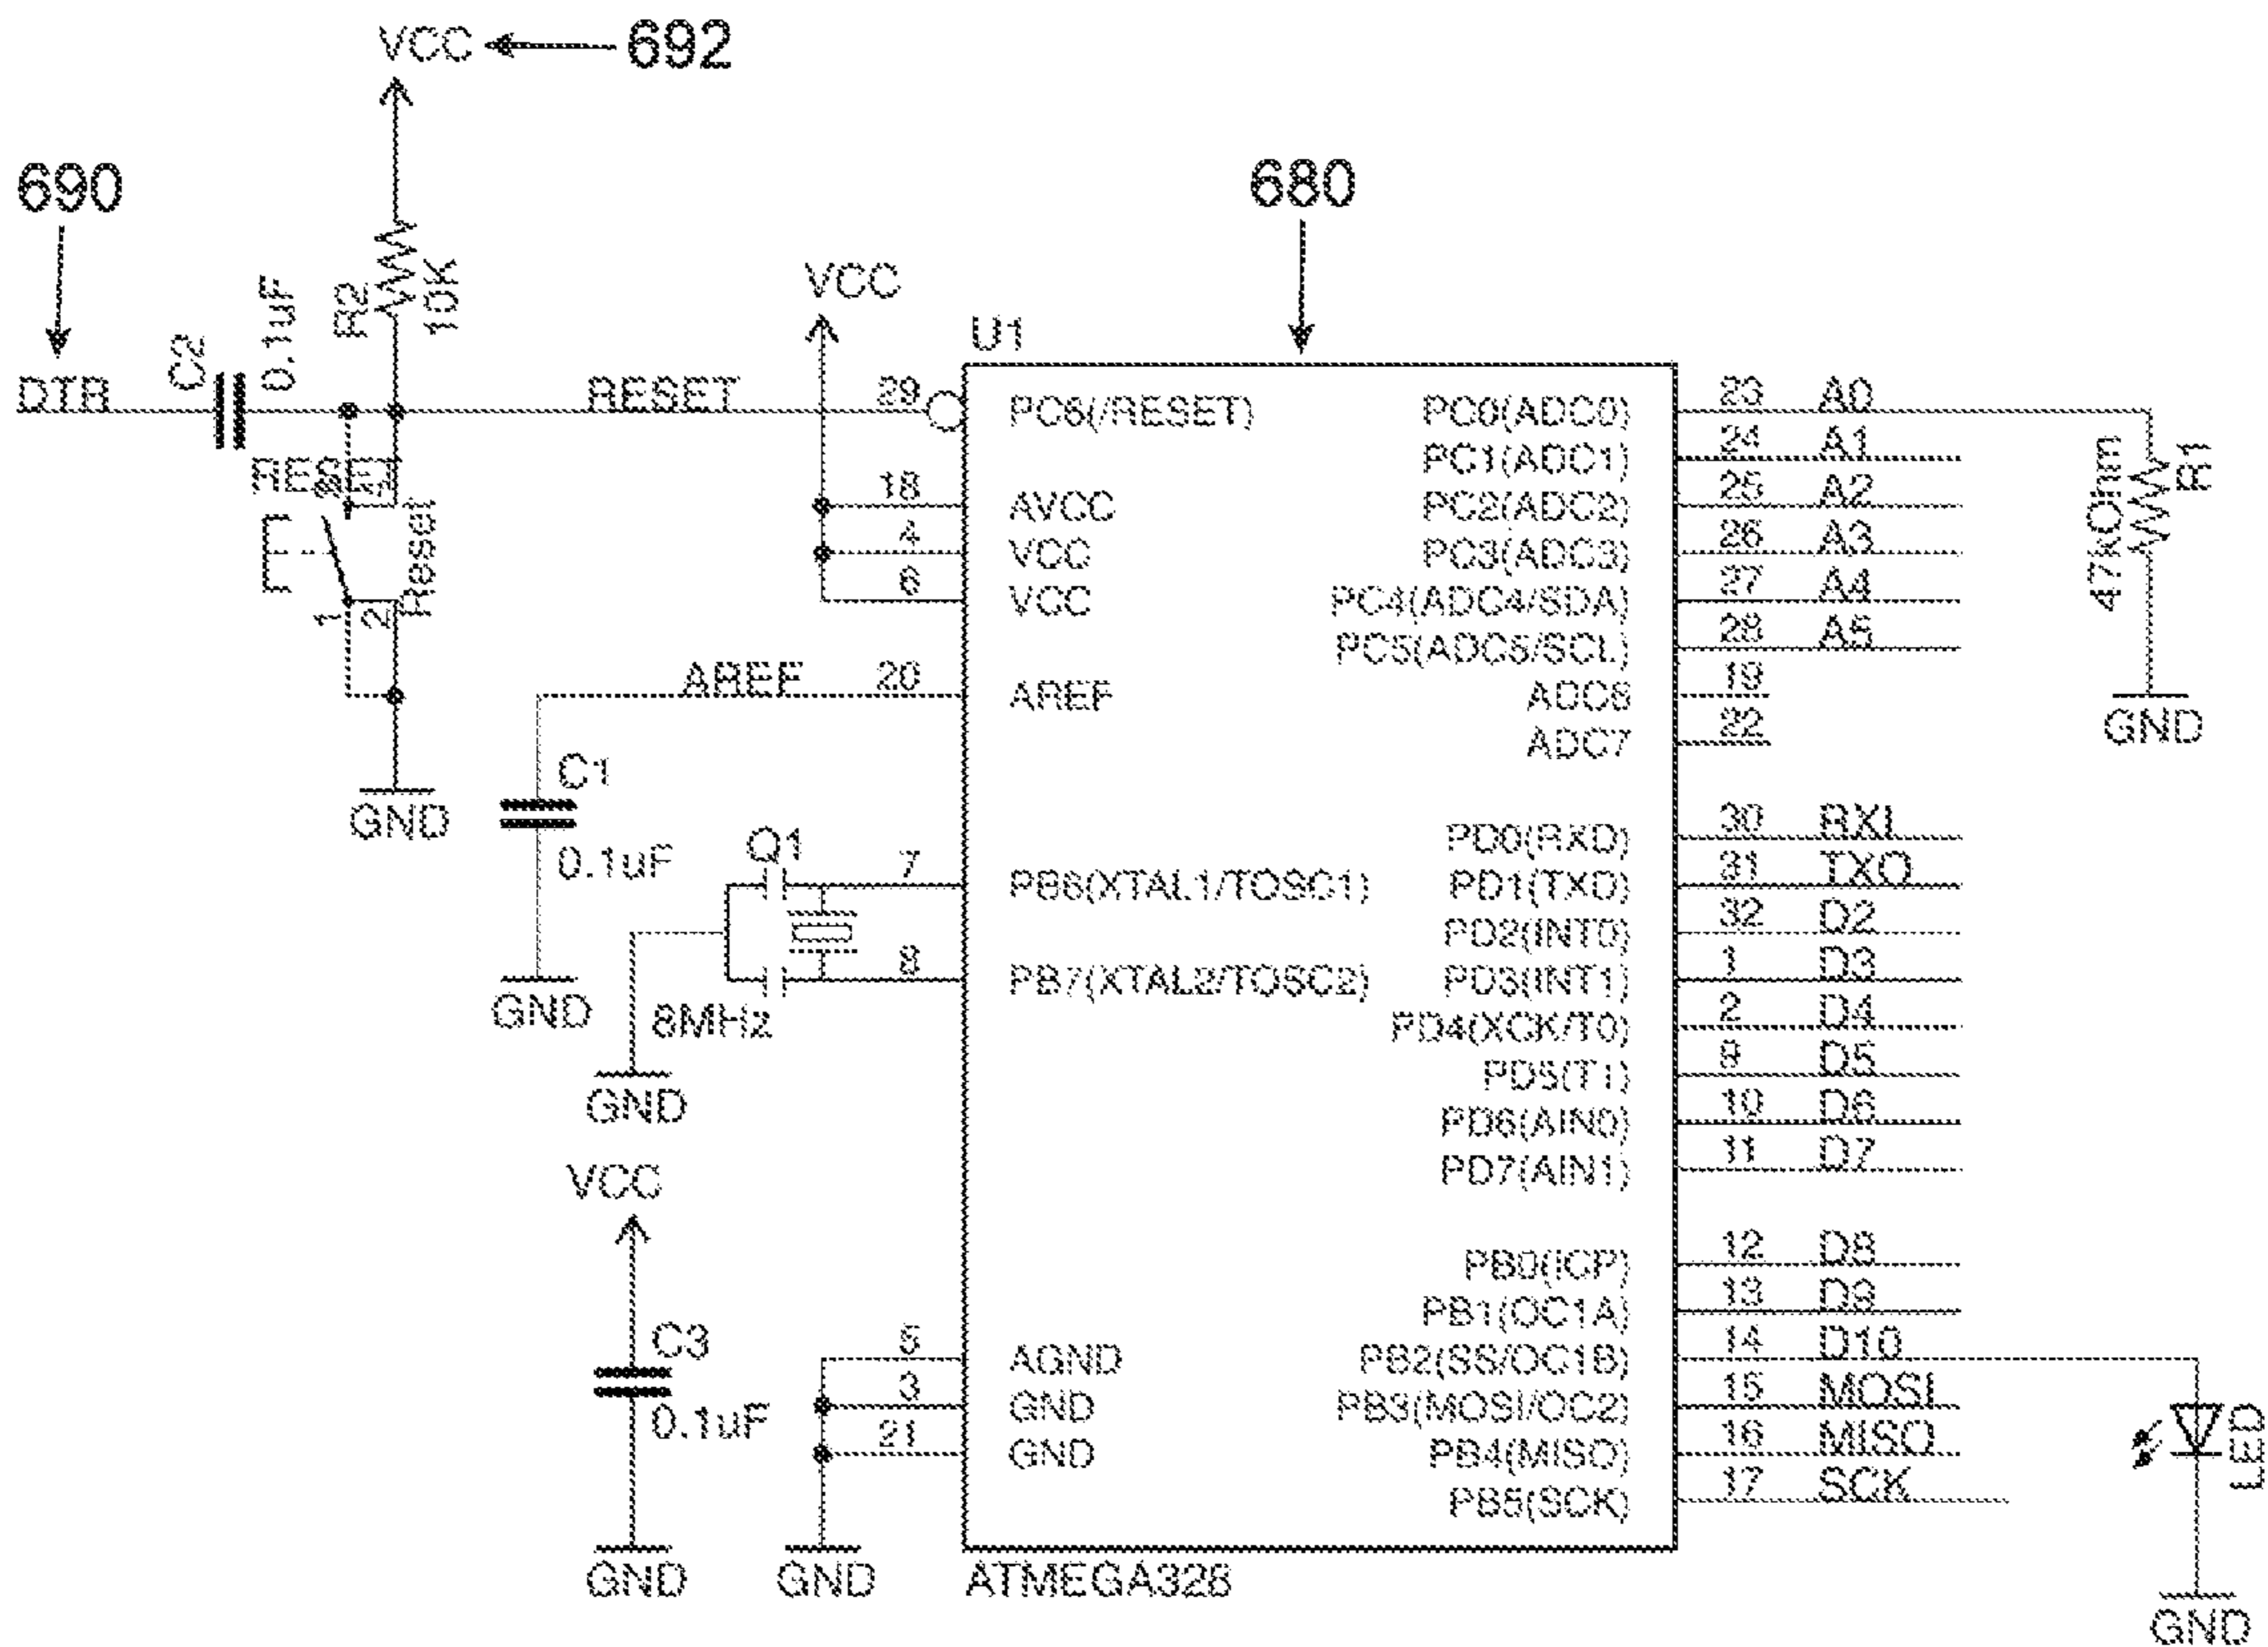 VCC
692
690
680
DTR
C2
0.1uF
R2
10K
RESET
RESET
1
2
Reset
GND
VCC
U1
29
PC6(/RESET)
18
AVCC
4
VCC
6
VCC
AREF
20
AREF
C1
0.1uF
GND
Q1
7
PB6(XTAL1/TOSC1)
8
PB7(XTAL2/TOSC2)
8MHz
GND
VCC
C3
0.1uF
GND
5
AGND
3
GND
21
GND
GND
ATMEGA328
PC0(ADC0) 23 A0
PC1(ADC1) 24 A1
PC2(ADC2) 25 A2
PC3(ADC3) 26 A3
PC4(ADC4/SDA) 27 A4
PC5(ADC5/SCL) 28 A5
ADC6 19
ADC7 22
47kOhm
R1
GND
PD0(RXD) 30 RXI
PD1(TXD) 31 TXO
PD2(INT0) 32 D2
PD3(INT1) 1 D3
PD4(XCK/T0) 2 D4
PD5(T1) 9 D5
PD6(AIN0) 10 D6
PD7(AIN1) 11 D7
PB0(ICP) 12 D8
PB1(OC1A) 13 D9
PB2(SS/OC1B) 14 D10
PB3(MOSI/OC2) 15 MOSI
PB4(MISO) 16 MISO
PB5(SCK) 17 SCK
LED
GND